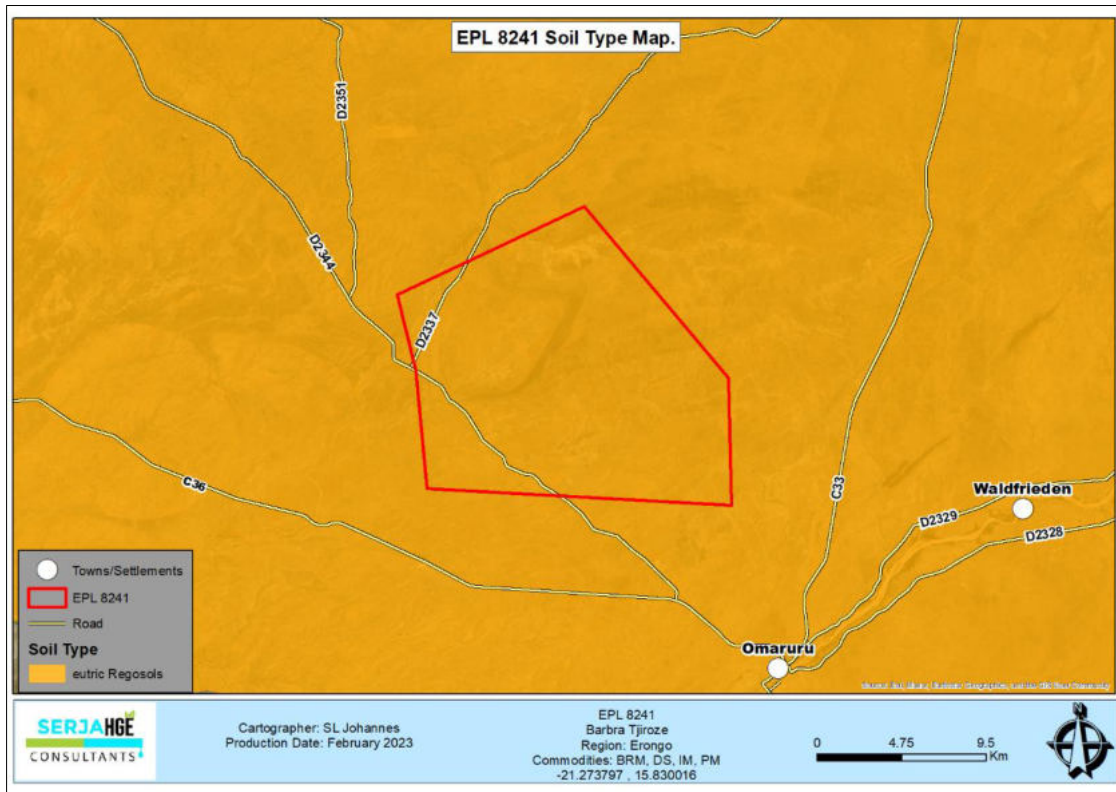 EPL 8241 Soil Type Map.
D2351
D2344
D2337
C36
C33
Waldfrieden
D2329
D2328
Omaruru
Towns/Settlements
EPL 8241
Road
Soil Type
eutric Regosols
SERJAHGE
CONSULTANTS
Cartographer: SL Johannes
Production Date: February 2023
EPL 8241
Barbra Tjiroze
Region: Erongo
Commodities: BRM, DS, IM, PM
-21.273797 , 15.830016
0 4.75 9.5
Km
N